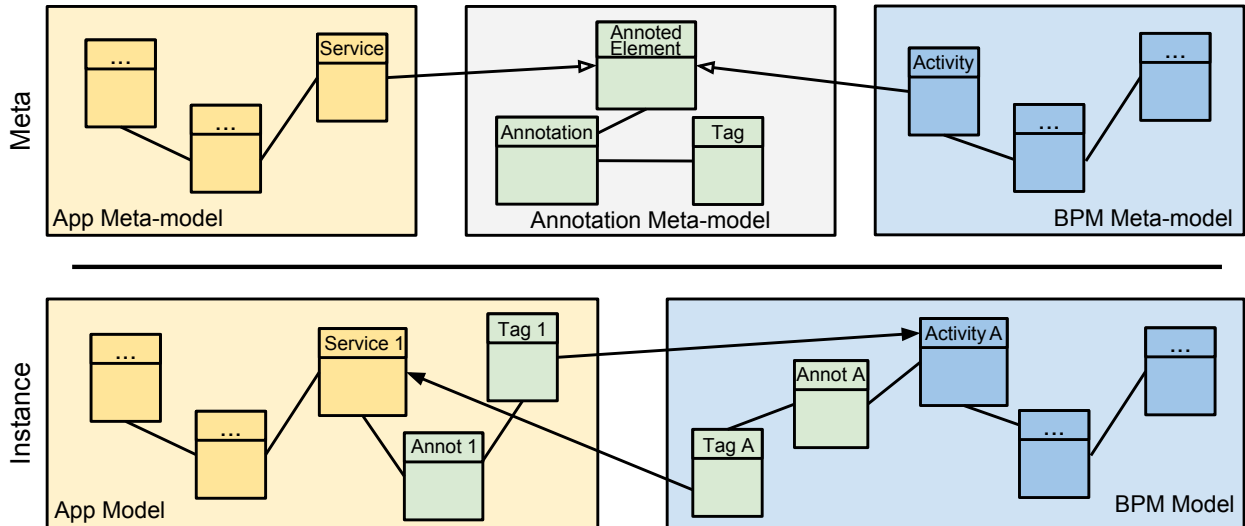 Meta
...
...
Service
App Meta-model
Annoted
Element
Annotation
Tag
Annotation Meta-model
Activity
...
...
BPM Meta-model
Instance
...
...
Service 1
Tag 1
Annot 1
App Model
Tag A
Annot A
Activity A
...
...
BPM Model